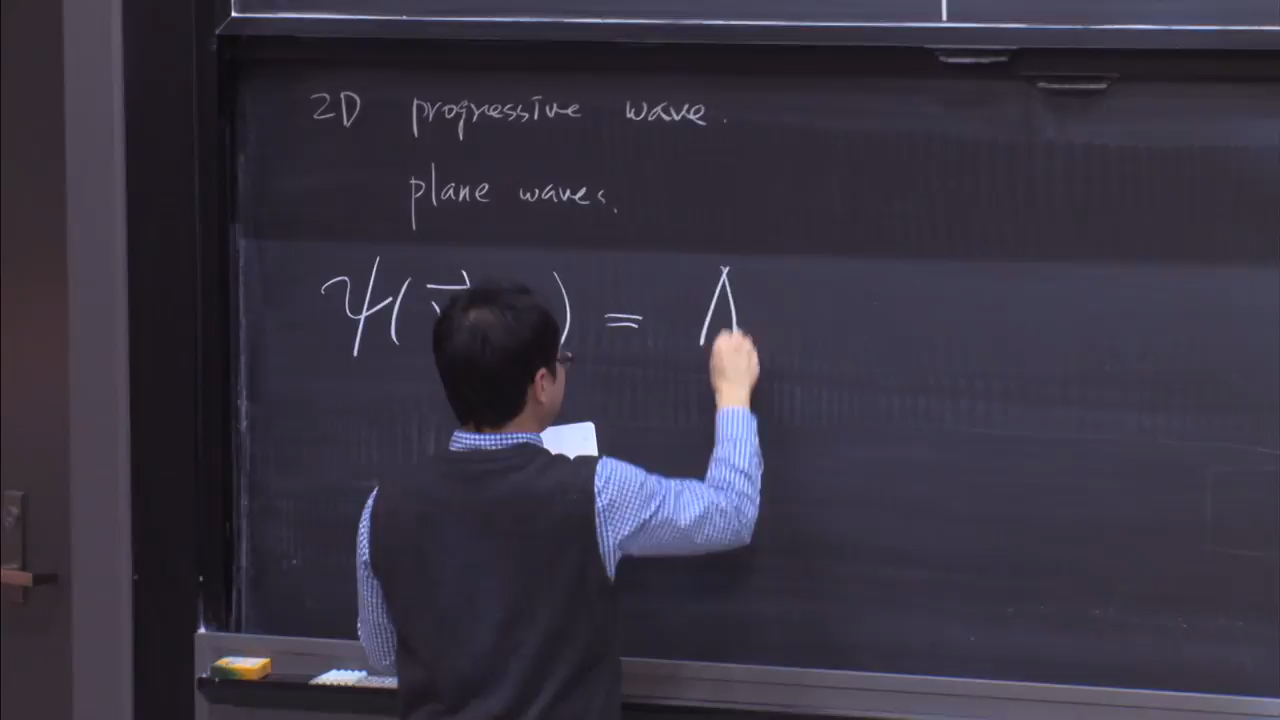 2D progressive wave.
plane waves.
ψ(   ) = A